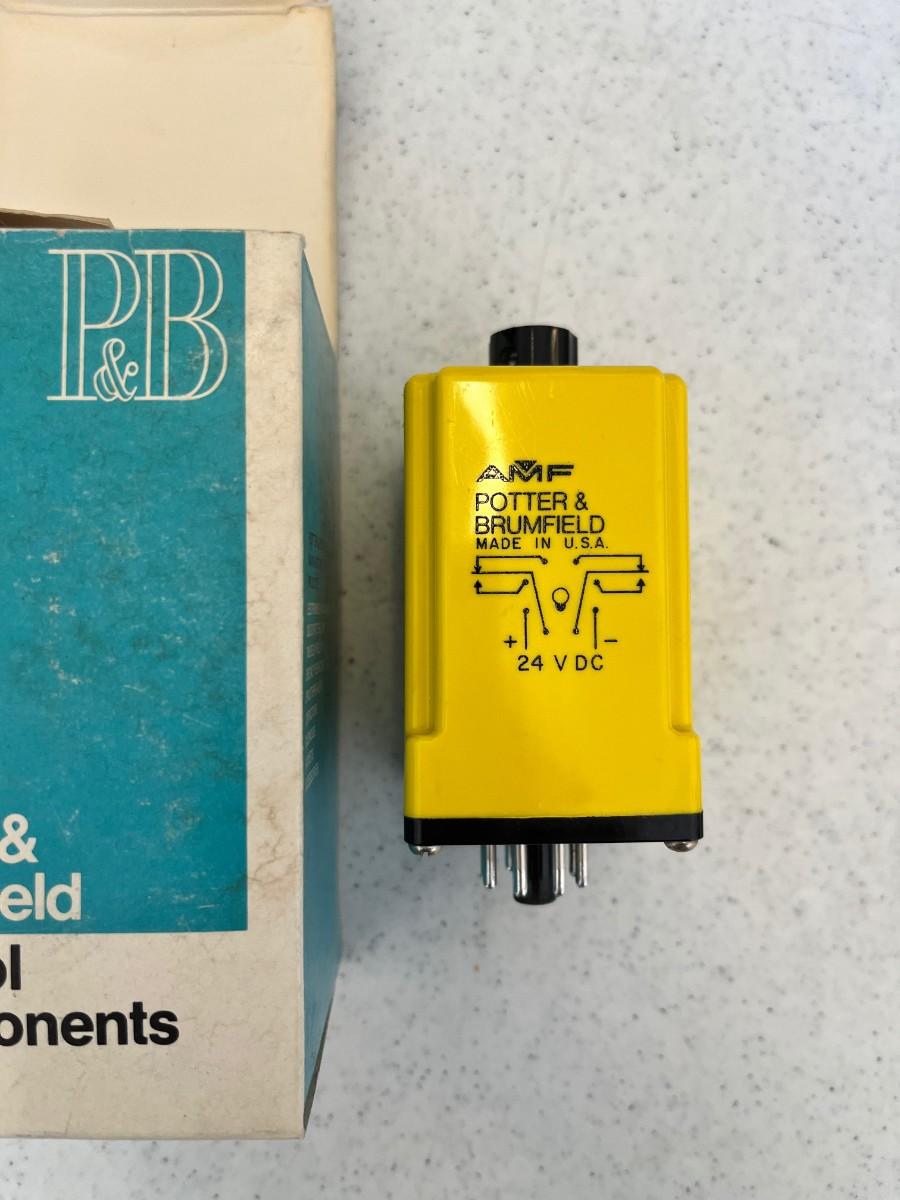 P&B
&
eld
ol
onents
AMF
POTTER &
BRUMFIELD
MADE IN U.S.A.
+ −
24 V DC